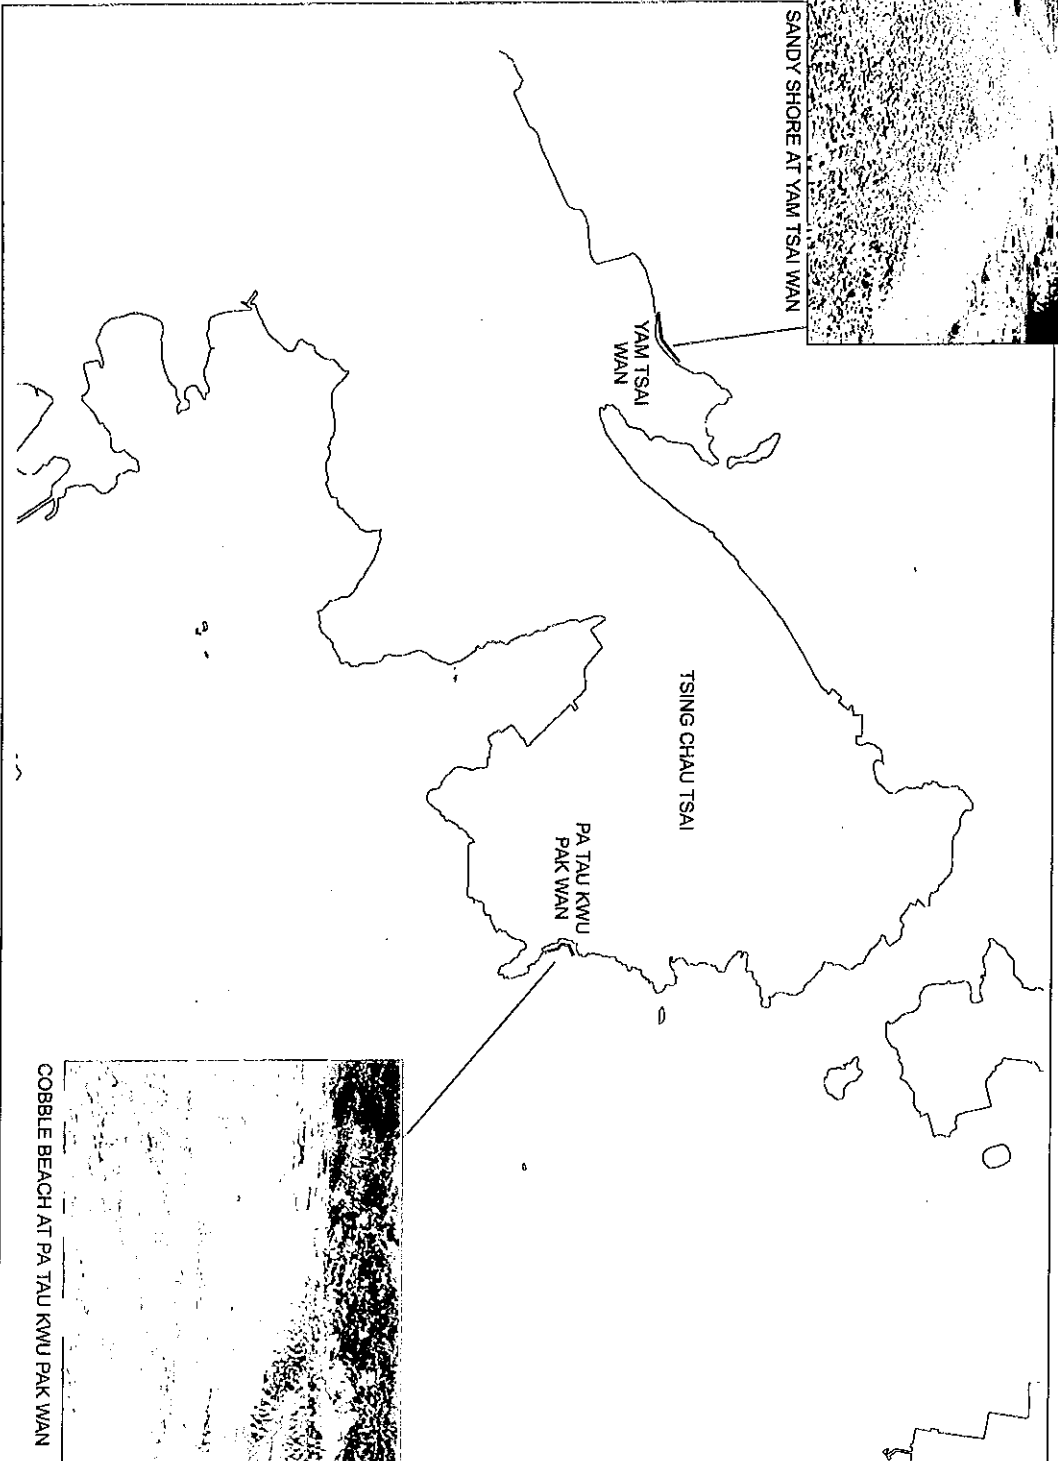 SANDY SHORE AT YAM TSAI WAN
YAM TSAI
WAN
TSING CHAU TSAI
PA TAU KWU
PAK WAN
COBBLE BEACH AT PA TAU KWU PAK WAN